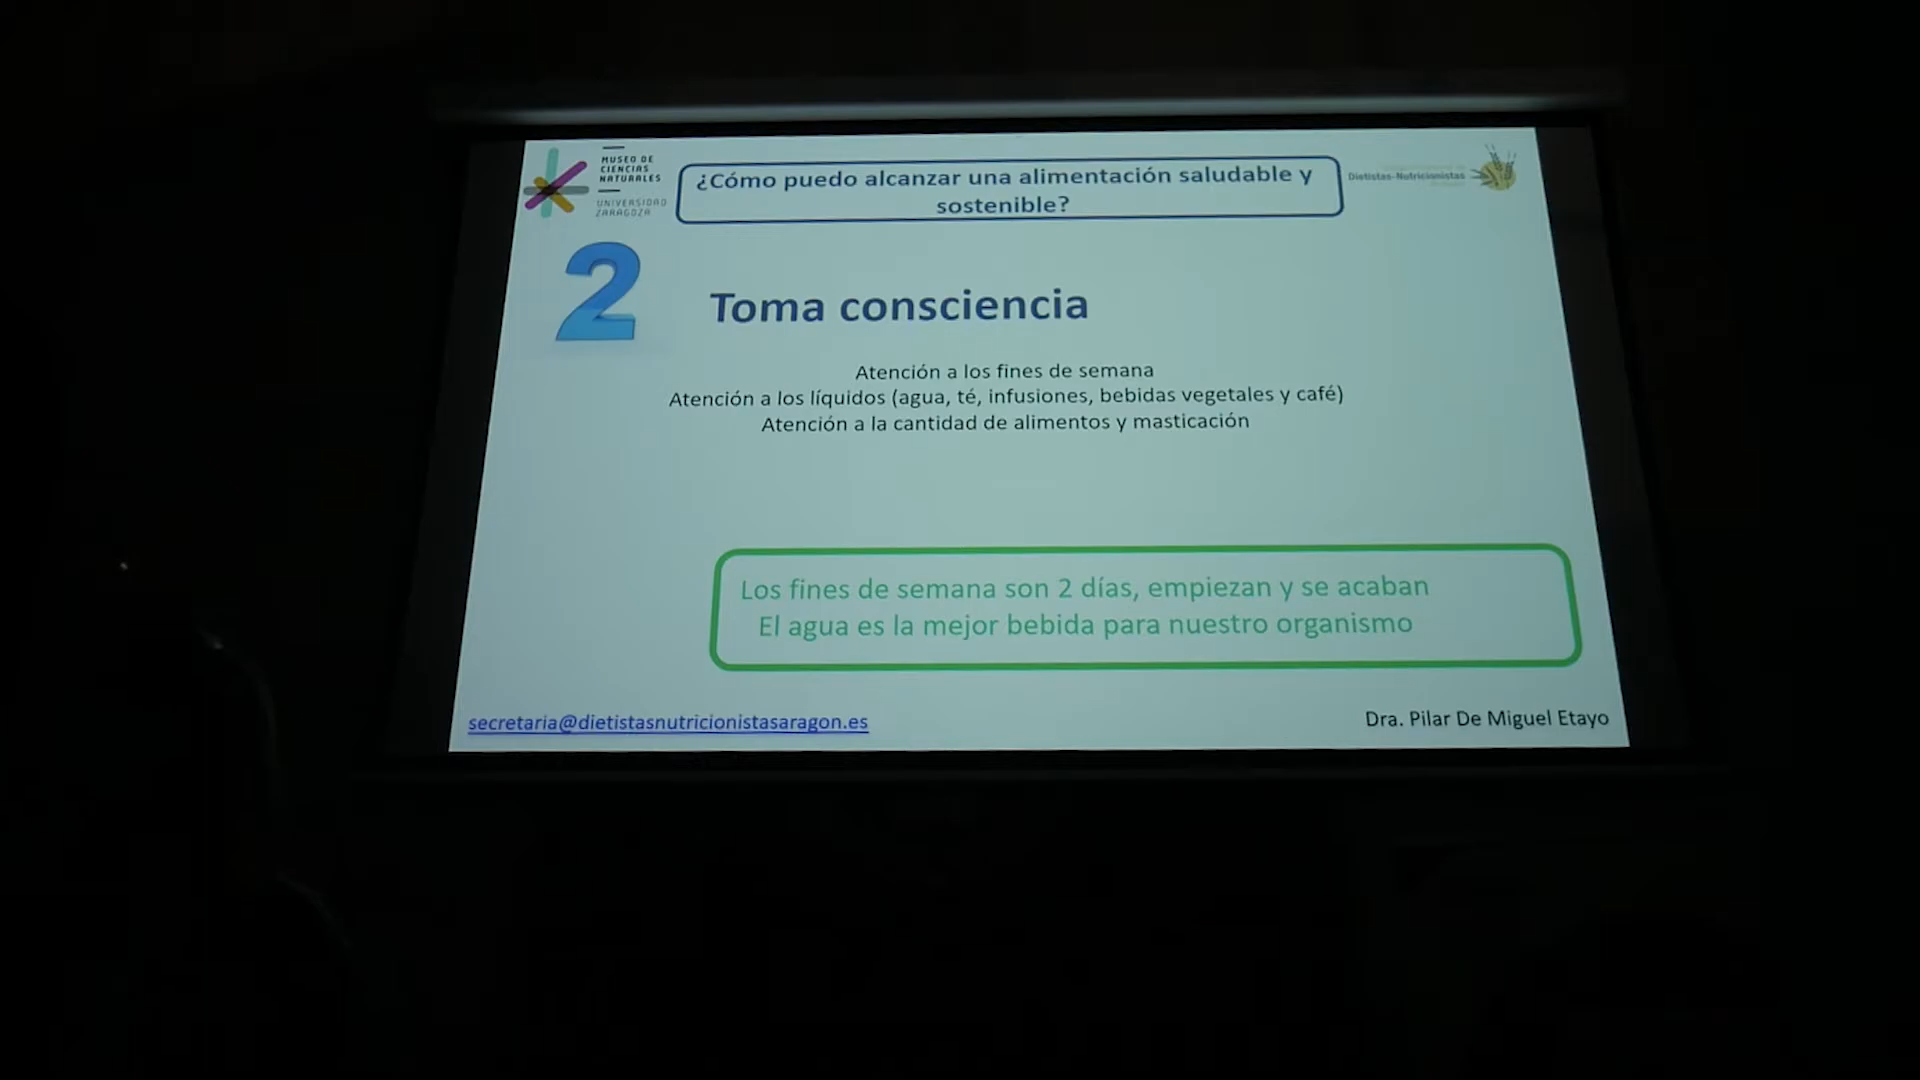 MUSEO DE
CIENCIAS
NATURALES
UNIVERSIDAD
ZARAGOZA
¿Cómo puedo alcanzar una alimentación saludable y
sostenible?
Dietistas-Nutricionistas
2
Toma consciencia
Atención a los fines de semana
Atención a los líquidos (agua, té, infusiones, bebidas vegetales y café)
Atención a la cantidad de alimentos y masticación
Los fines de semana son 2 días, empiezan y se acaban
El agua es la mejor bebida para nuestro organismo
secretaria@dietistasnutricionistasaragon.es
Dra. Pilar De Miguel Etayo